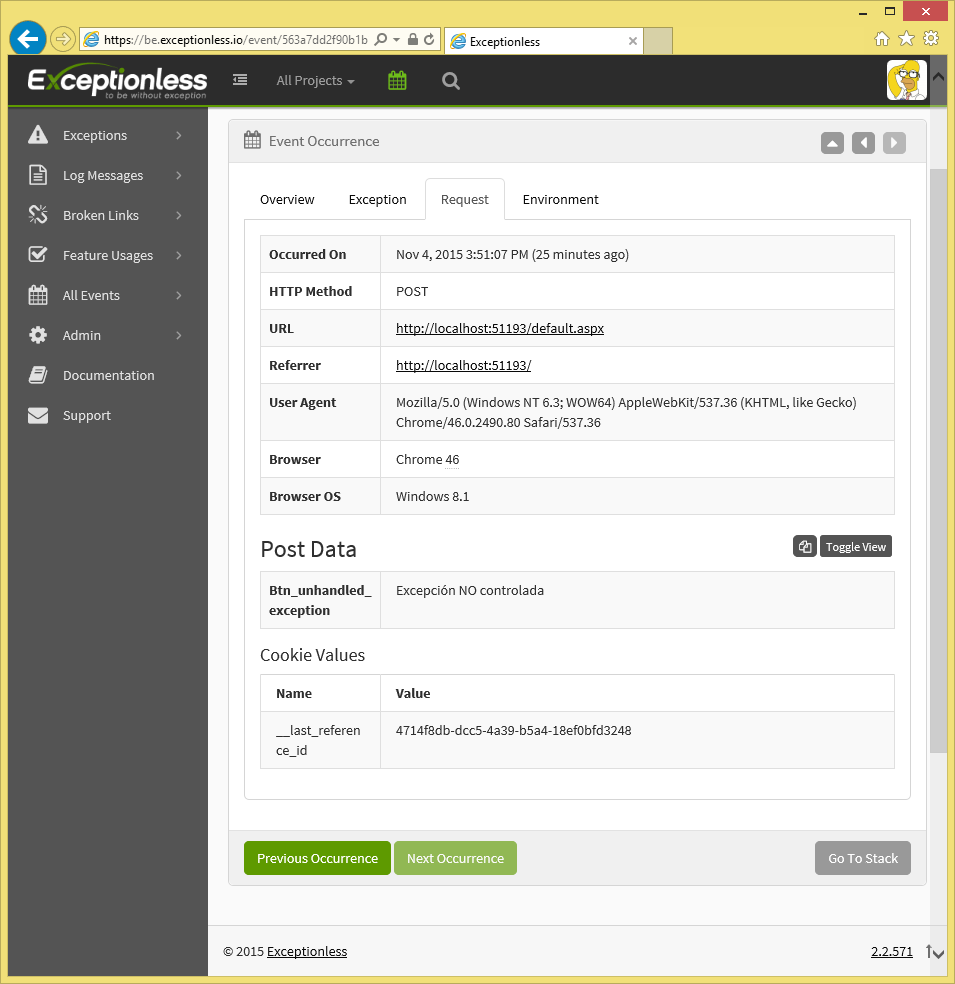 https://be.exceptionless.io/event/563a7dd2f90b1b
Exceptionless
Exceptionless
to be without exception
All Projects
Exceptions
Log Messages
Broken Links
Feature Usages
All Events
Admin
Documentation
Support
Event Occurrence
Overview Exception Request Environment
Occurred On Nov 4, 2015 3:51:07 PM (25 minutes ago)
HTTP Method POST
URL http://localhost:51193/default.aspx
Referrer http://localhost:51193/
User Agent Mozilla/5.0 (Windows NT 6.3; WOW64) AppleWebKit/537.36 (KHTML, like Gecko)
Chrome/46.0.2490.80 Safari/537.36
Browser Chrome 46
Browser OS Windows 8.1
Post Data Toggle View
Btn_unhandled_ Excepción NO controlada
exception
Cookie Values
Name Value
__last_referen 4714f8db-dcc5-4a39-b5a4-18ef0bfd3248
ce_id
Previous Occurrence Next Occurrence Go To Stack
© 2015 Exceptionless 2.2.571